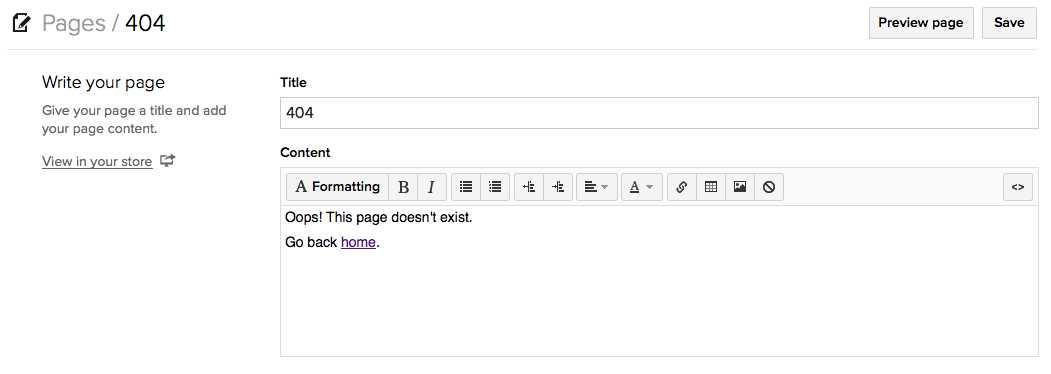 Pages / 404
Preview page
Save
Write your page
Give your page a title and add
your page content.
View in your store
Title
404
Content
A Formatting B I A <>
Oops! This page doesn't exist.
Go back home.